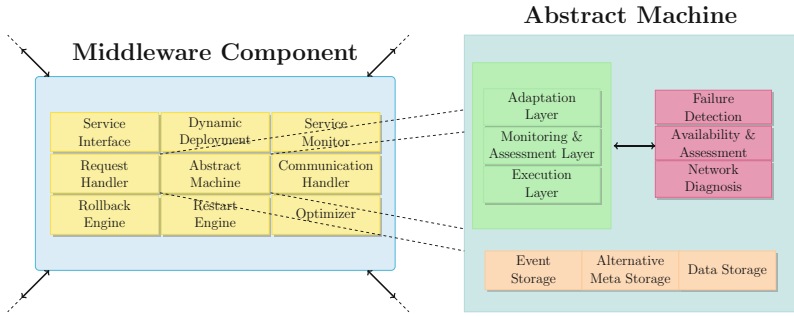 Abstract Machine
Middleware Component
Service
Interface
Dynamic
Deployment
Service
Monitor
Request
Handler
Abstract
Machine
Communication
Handler
Rollback
Engine
Restart
Engine
Optimizer
Adaptation
Layer
Monitoring &
Assessment Layer
Execution
Layer
Failure
Detection
Availability &
Assessment
Network
Diagnosis
Event
Storage
Alternative
Meta Storage
Data Storage